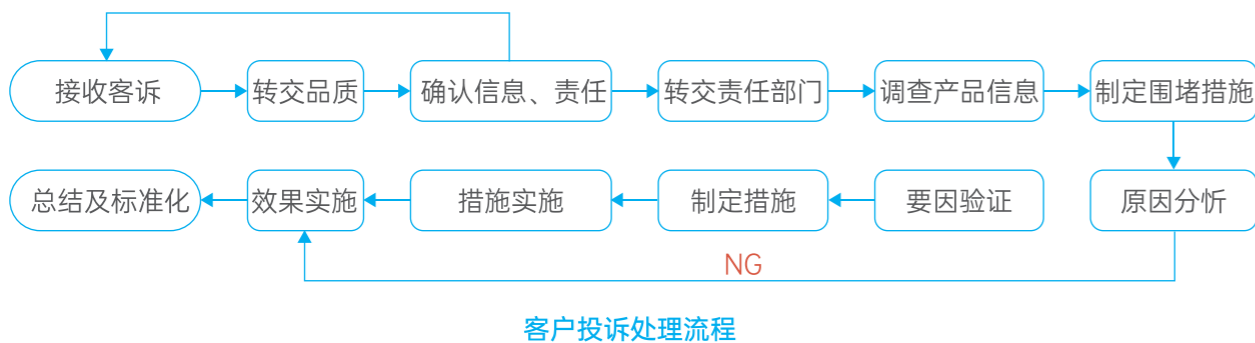 接收客诉
转交品质
确认信息、责任
转交责任部门
调查产品信息
制定围堵措施
总结及标准化
效果实施
措施实施
制定措施
要因验证
原因分忻
NG
客户投诉处理流程